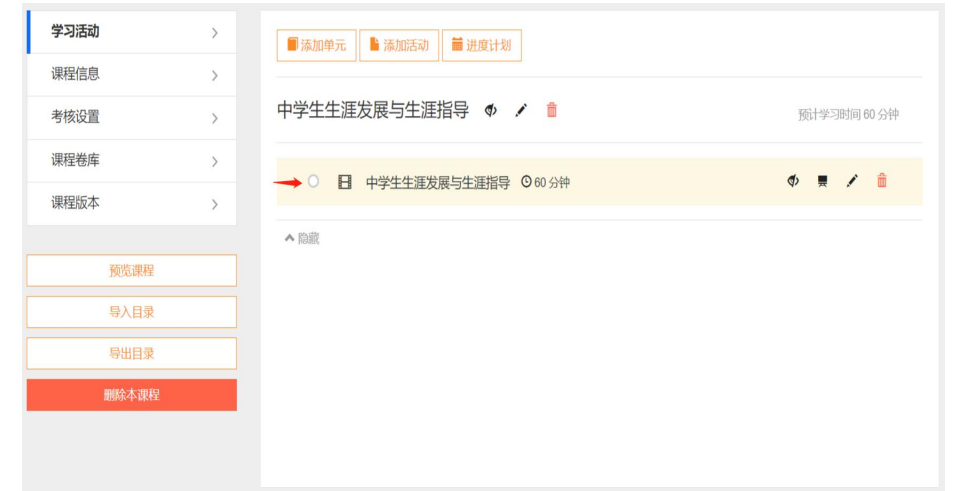 学习活动
课程信息
考核设置
课程卷库
课程版本
预览课程
导入目录
导出目录
删除本课程
添加单元 添加活动 进度计划
中学生生涯发展与生涯指导 预计学习时间 60 分钟
中学生生涯发展与生涯指导 60 分钟
隐藏